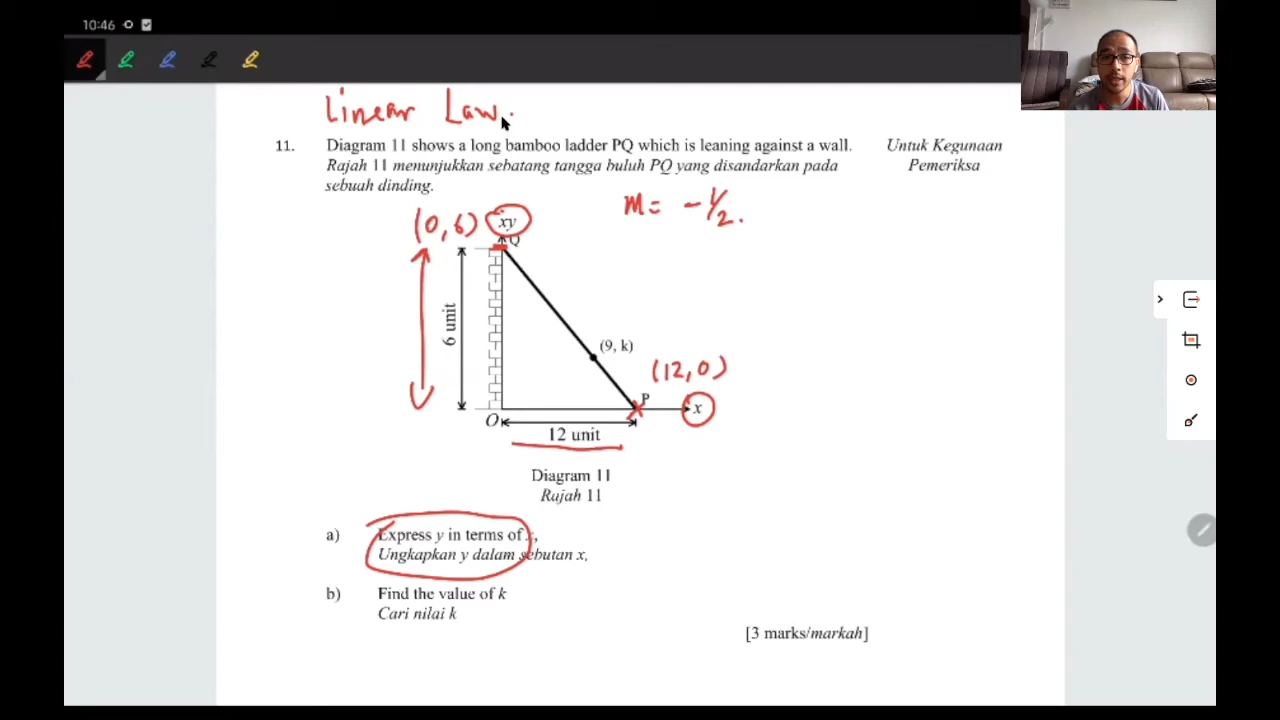 10:46
Linear Law.
11. Diagram 11 shows a long bamboo ladder PQ which is leaning against a wall.
Rajah 11 menunjukkan sebatang tangga buluh PQ yang disandarkan pada
sebuah dinding.
Untuk Kegunaan
Pemeriksa
m = -1/2.
(0,6) xy
Q
6 unit
(9, k)
(12,0)
P
O x
12 unit
Diagram 11
Rajah 11
a) Express y in terms of x,
Ungkapkan y dalam sebutan x,
b) Find the value of k
Cari nilai k
[3 marks/markah]